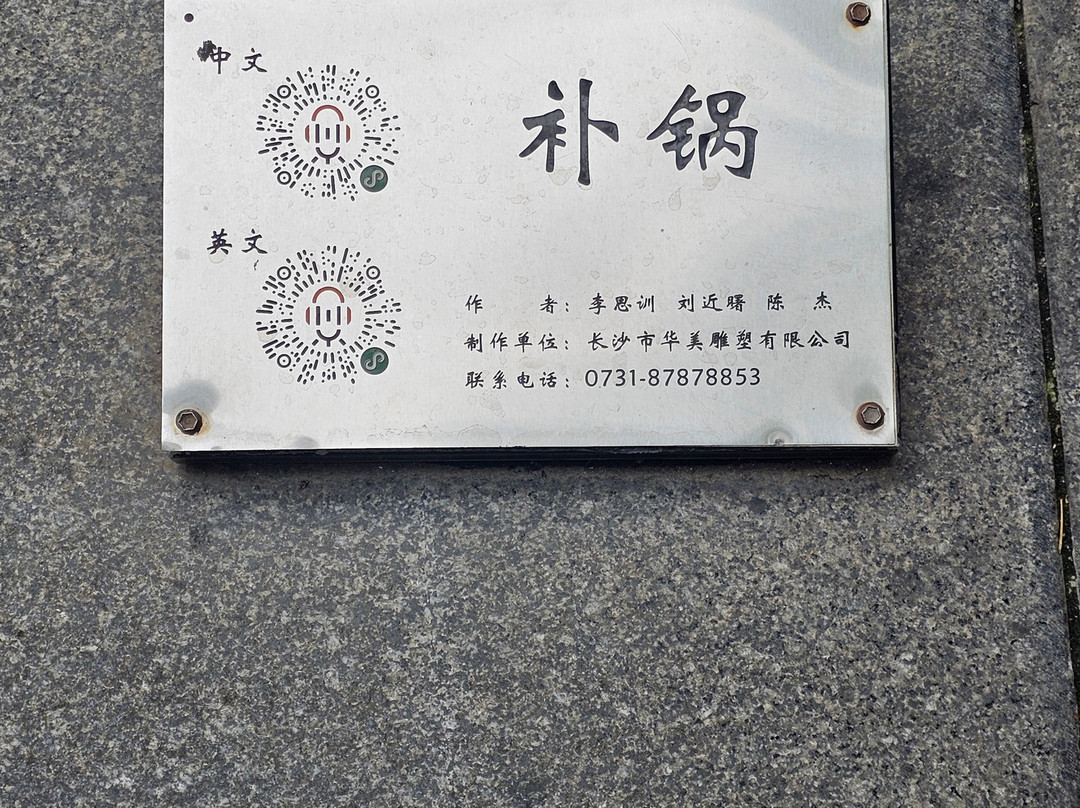 中文
补锅
英文
作 者：李思训 刘近曙 陈 杰
制作单位：长沙市华美雕塑有限公司
联系电话：0731-87878853